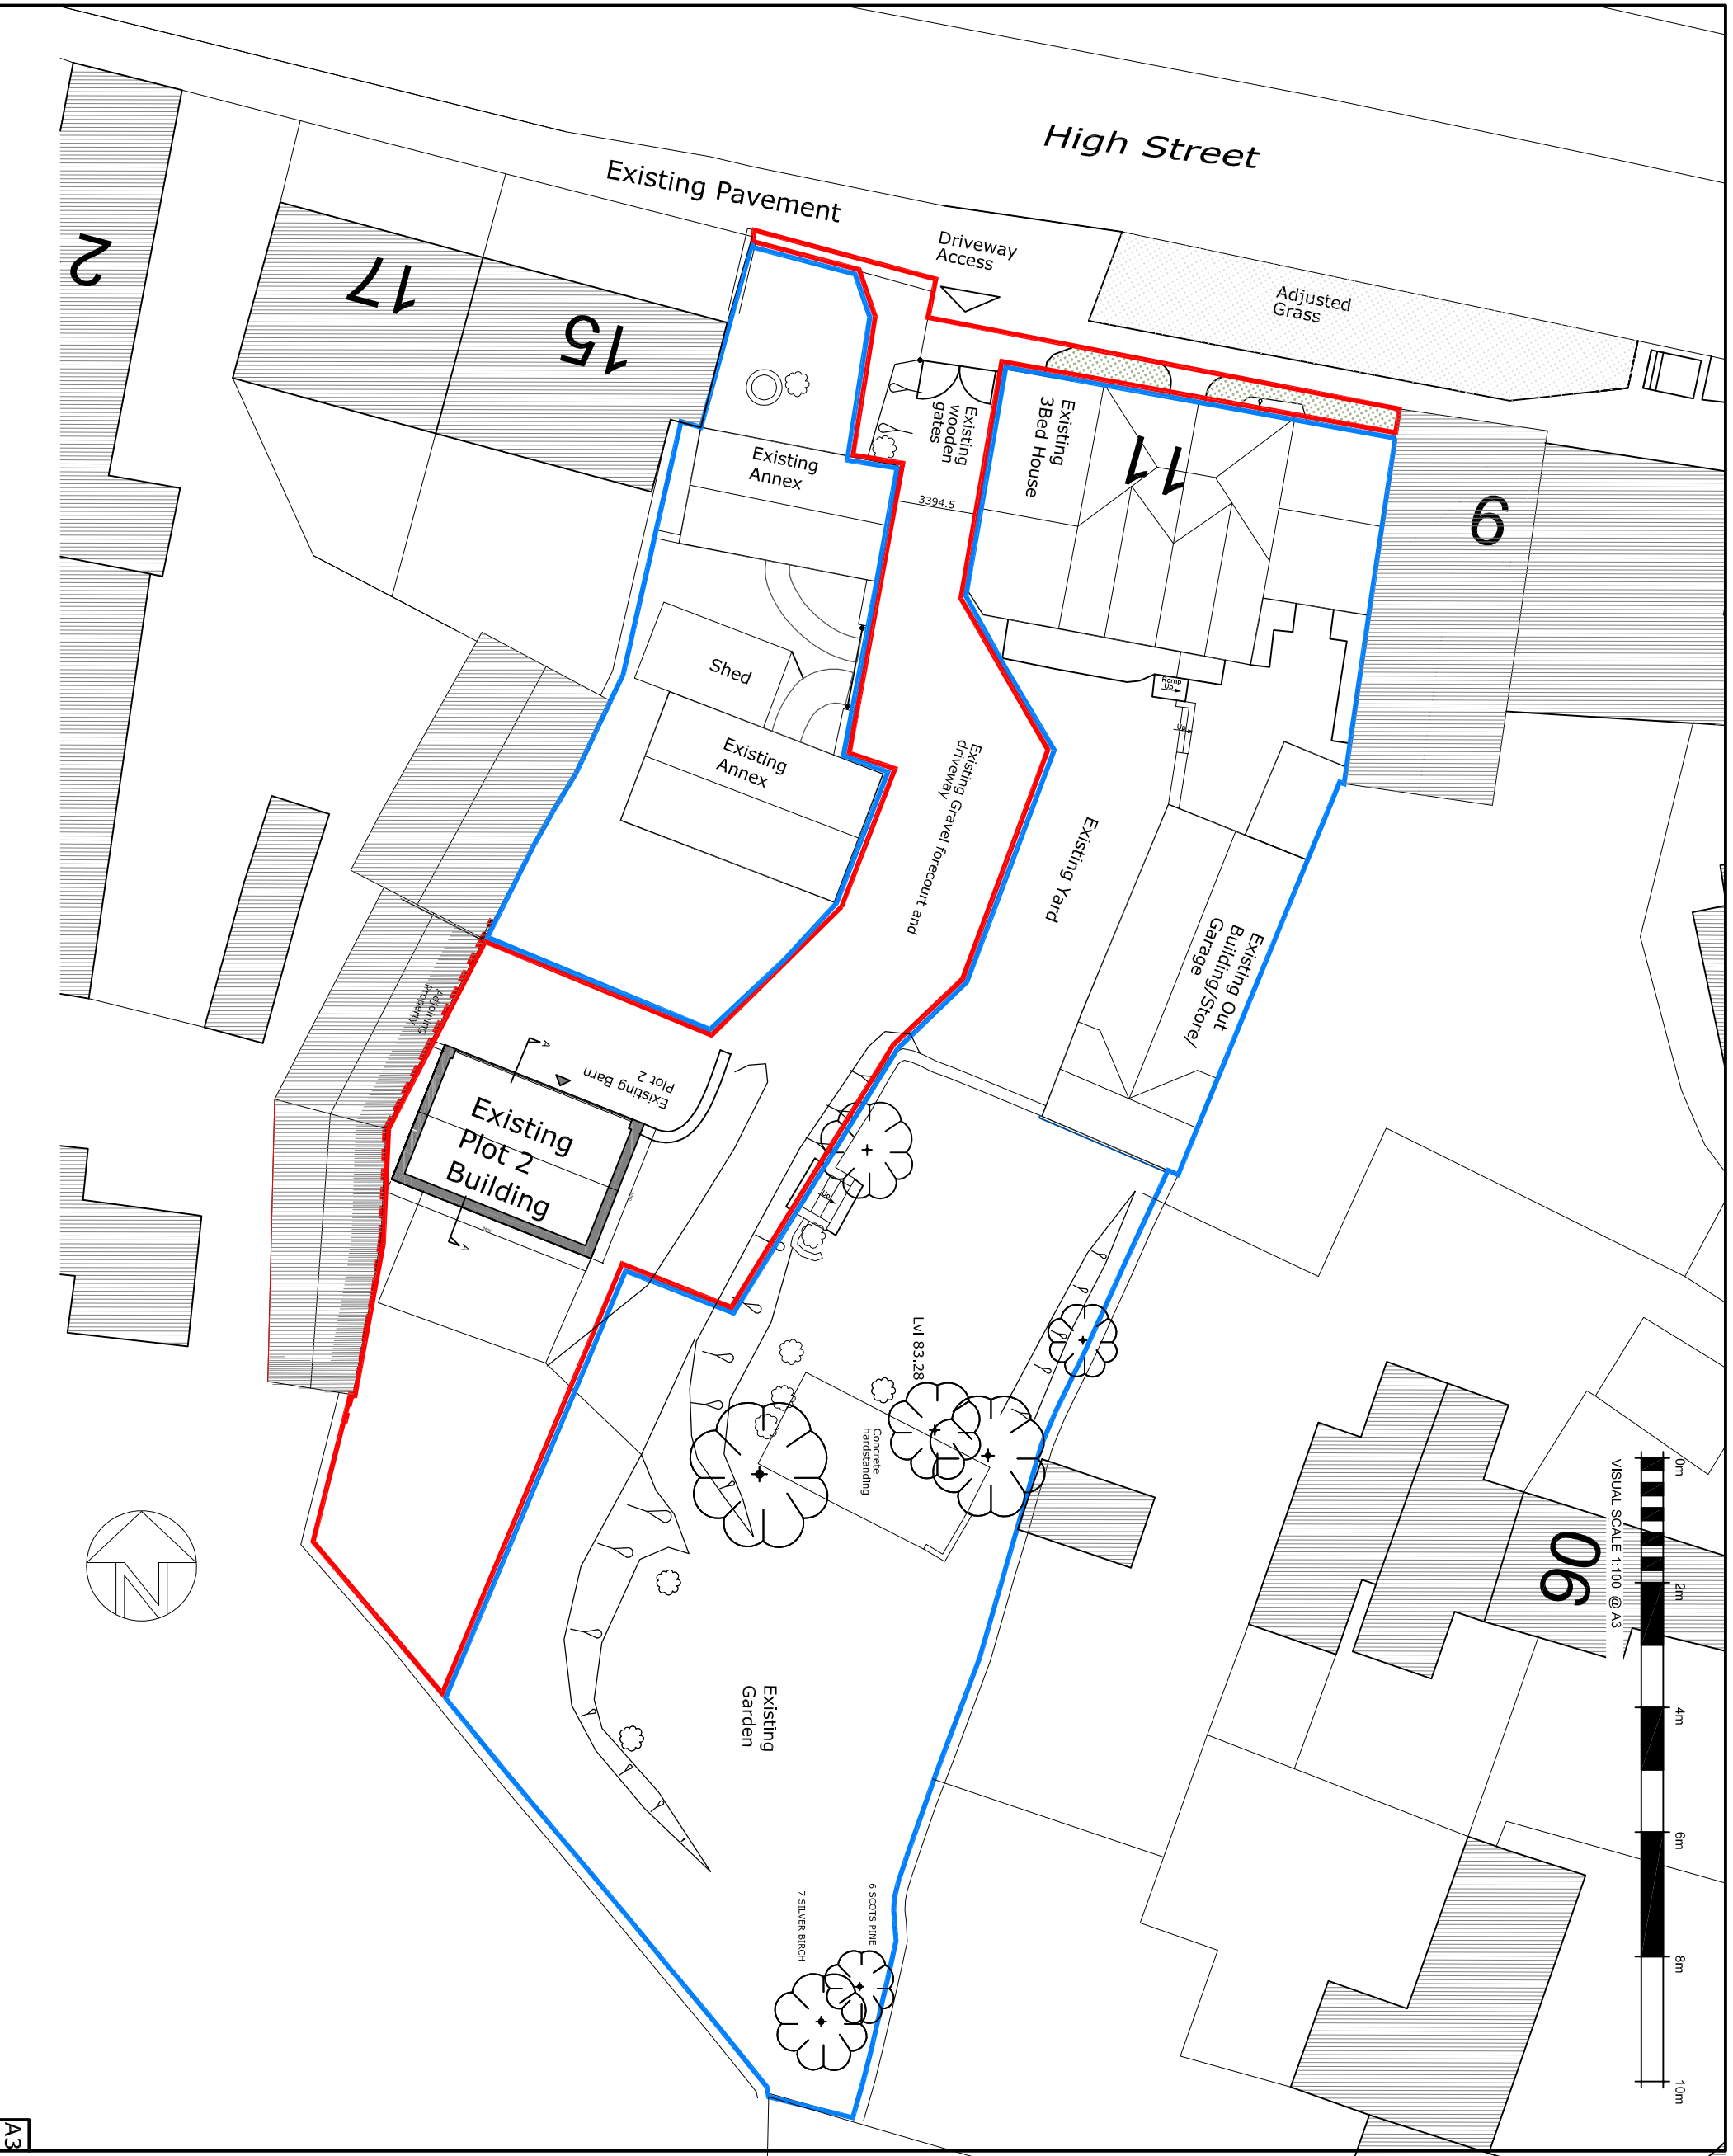 High Street
Existing Pavement
Driveway
Access
Adjusted
Grass
2
17
15
11
9
Existing
wooden
gates
Existing
3Bed House
Existing
Annex
3394.5
Shed
Ramp
Up
Up
Existing
Annex
Existing Gravel forecourt and
driveway
Existing Yard
Existing Out
Building/Store/
Garage
Adjoining
Property
A
Existing Barn
Plot 2
Existing
Plot 2
Building
A
Up
Lvl 83.28
Concrete
hardstanding
Existing
Garden
N
90
VISUAL SCALE 1:100 @ A3
0m
2m
4m
6m
8m
10m
6 SCOTS PINE
7 SILVER BIRCH
A3